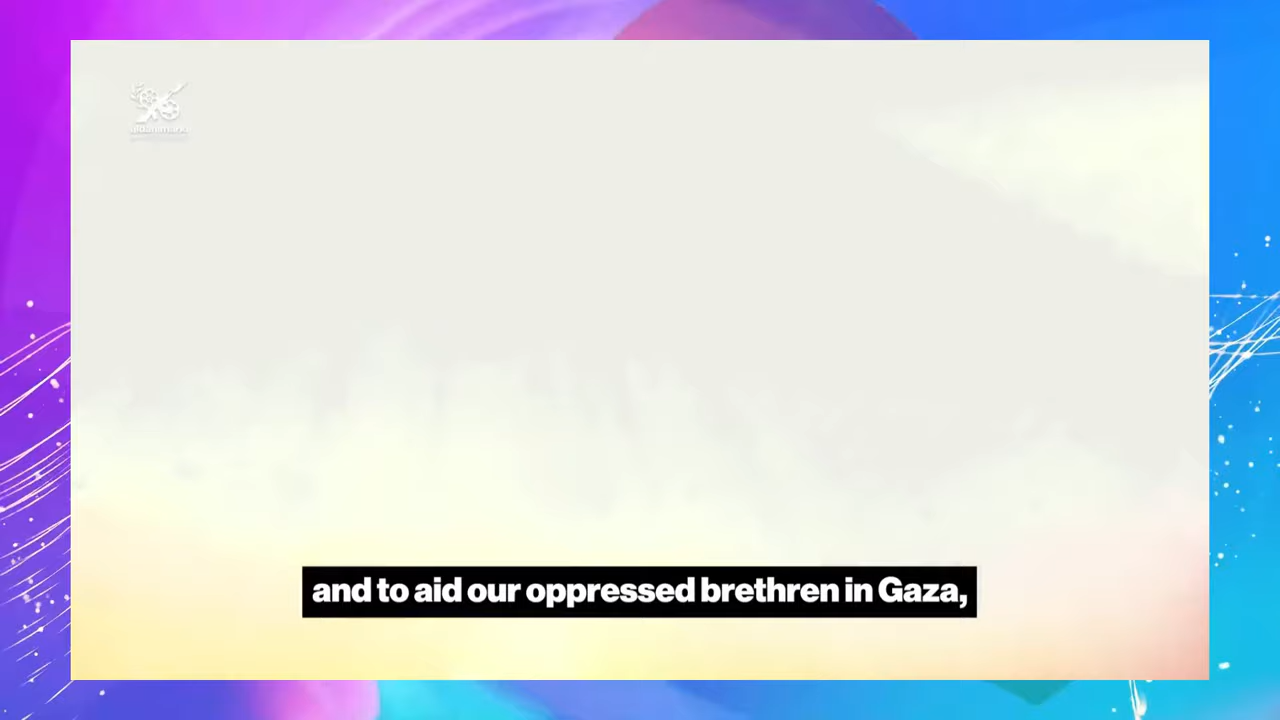 and to aid our oppressed brethren in Gaza,